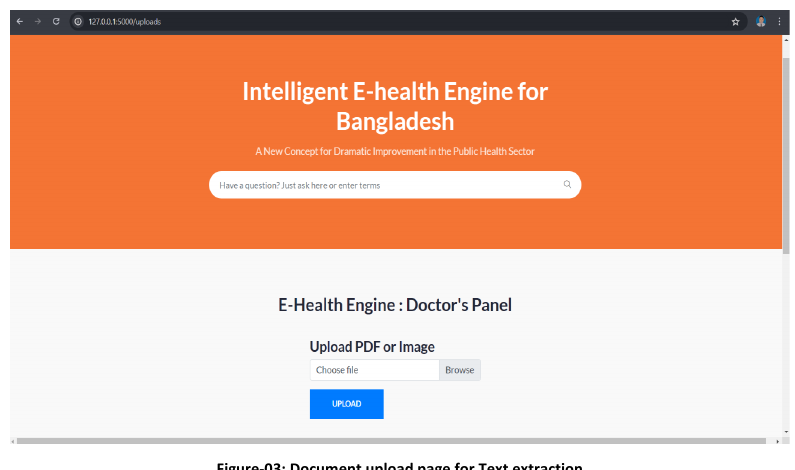 127.0.0.1:5000/uploads
Intelligent E-health Engine for
Bangladesh
A New Concept for Dramatic Improvement in the Public Health Sector
Have a question? Just ask here or enter terms
E-Health Engine : Doctor's Panel
Upload PDF or Image
Choose file Browse
UPLOAD
Figure-03: Document upload page for Text extraction